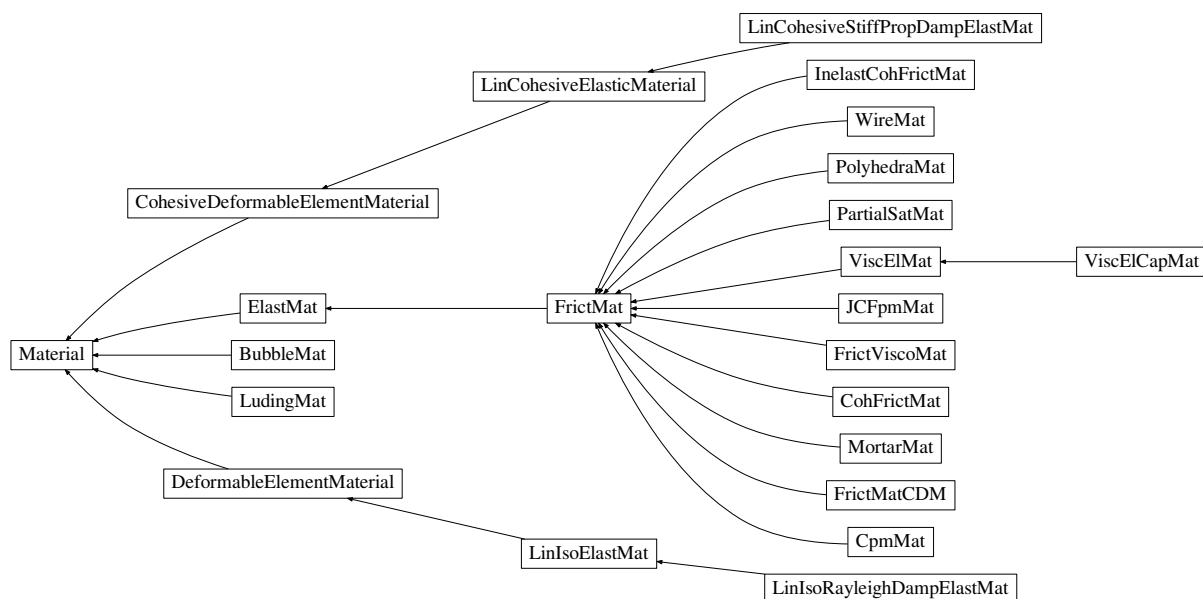 LinCohesiveStiffPropDampElastMat
InelastCohFrictMat
LinCohesiveElasticMaterial
WireMat
PolyhedraMat
CohesiveDeformableElementMaterial
PartialSatMat
ViscElMat
ViscElCapMat
ElastMat
FrictMat
JCFpmMat
Material
BubbleMat
FrictViscoMat
LudingMat
CohFrictMat
MortarMat
DeformableElementMaterial
FrictMatCDM
CpmMat
LinIsoElastMat
LinIsoRayleighDampElastMat